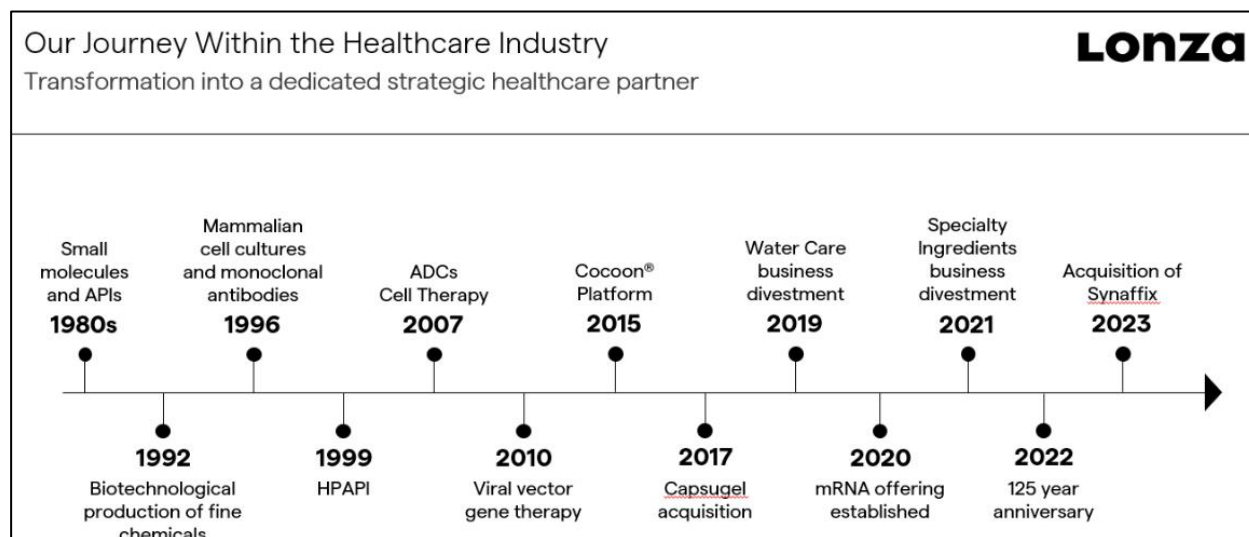 Our Journey Within the Healthcare Industry
Lonza
Transformation into a dedicated strategic healthcare partner
Small
molecules
and APIs
1980s
Mammalian
cell cultures
and monoclonal
antibodies
1996
ADCs
Cell Therapy
2007
Cocoon®
Platform
2015
Water Care
business
divestment
2019
Specialty
Ingredients
business
divestment
2021
Acquisition of
Synaffix
2023
1992
Biotechnological
production of fine
chemicals
1999
HPAPI
2010
Viral vector
gene therapy
2017
Capsugel
acquisition
2020
mRNA offering
established
2022
125 year
anniversary